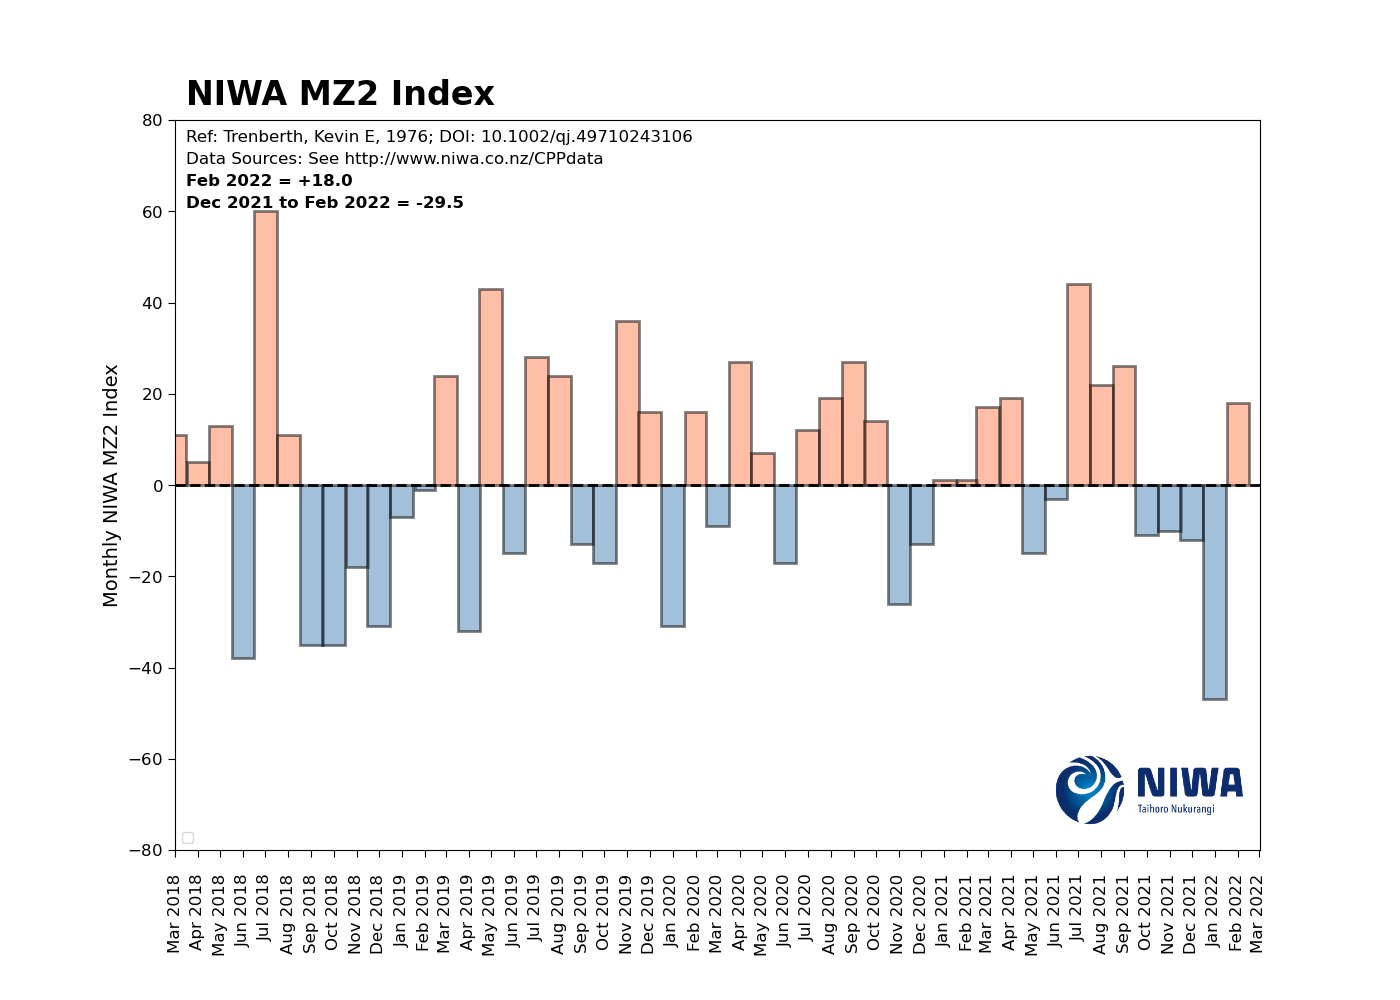 NIWA MZ2 Index
Ref: Trenberth, Kevin E, 1976; DOI: 10.1002/qj.49710243106
Data Sources: See http://www.niwa.co.nz/CPPdata
Feb 2022 = +18.0
Dec 2021 to Feb 2022 = -29.5
Monthly NIWA MZ2 Index
80
60
40
20
0
−20
−40
−60
−80
NIWA
Taihoro Nukurangi
Mar 2018
Apr 2018
May 2018
Jun 2018
Jul 2018
Aug 2018
Sep 2018
Oct 2018
Nov 2018
Dec 2018
Jan 2019
Feb 2019
Mar 2019
Apr 2019
May 2019
Jun 2019
Jul 2019
Aug 2019
Sep 2019
Oct 2019
Nov 2019
Dec 2019
Jan 2020
Feb 2020
Mar 2020
Apr 2020
May 2020
Jun 2020
Jul 2020
Aug 2020
Sep 2020
Oct 2020
Nov 2020
Dec 2020
Jan 2021
Feb 2021
Mar 2021
Apr 2021
May 2021
Jun 2021
Jul 2021
Aug 2021
Sep 2021
Oct 2021
Nov 2021
Dec 2021
Jan 2022
Feb 2022
Mar 2022